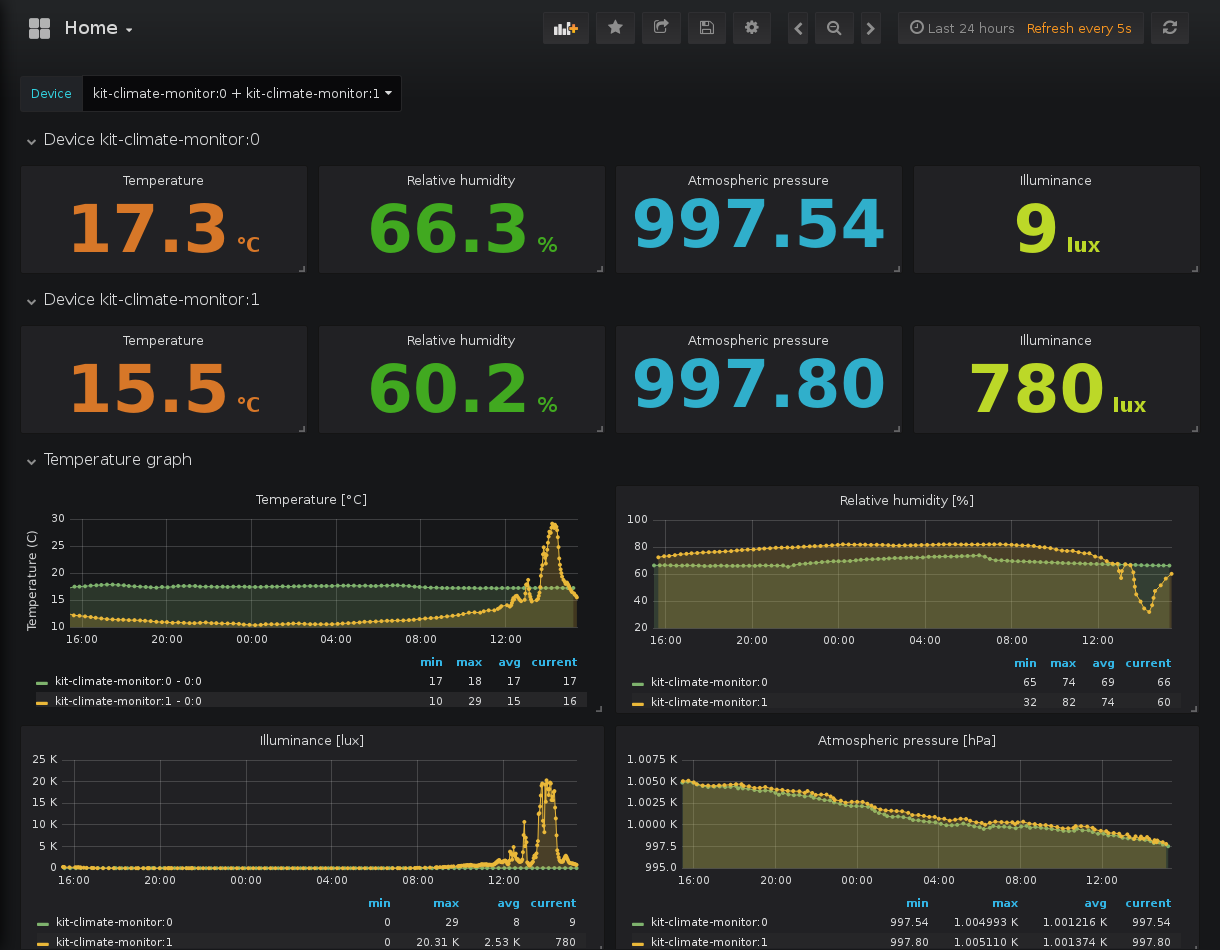 Home
Last 24 hours Refresh every 5s
Device kit-climate-monitor:0 + kit-climate-monitor:1
Device kit-climate-monitor:0
Temperature Relative humidity Atmospheric pressure Illuminance
17.3 °C 66.3 % 997.54 9 lux
Device kit-climate-monitor:1
Temperature Relative humidity Atmospheric pressure Illuminance
15.5 °C 60.2 % 997.80 780 lux
Temperature graph
Temperature [°C]
Temperature (C)
30
25
20
15
10
16:00 20:00 00:00 04:00 08:00 12:00
min max avg current
kit-climate-monitor:0 - 0:0 17 18 17 17
kit-climate-monitor:1 - 0:0 10 29 15 16
Relative humidity [%]
100
80
60
40
20
16:00 20:00 00:00 04:00 08:00 12:00
min max avg current
kit-climate-monitor:0 65 74 69 66
kit-climate-monitor:1 32 82 74 60
Illuminance [lux]
25 K
20 K
15 K
10 K
5 K
0
16:00 20:00 00:00 04:00 08:00 12:00
min max avg current
kit-climate-monitor:0 0 29 8 9
kit-climate-monitor:1 0 20.31 K 2.53 K 780
Atmospheric pressure [hPa]
1.0075 K
1.0050 K
1.0025 K
1.0000 K
997.5
995.0
16:00 20:00 00:00 04:00 08:00 12:00
min max avg current
kit-climate-monitor:0 997.54 1.004993 K 1.001216 K 997.54
kit-climate-monitor:1 997.80 1.005110 K 1.001374 K 997.80